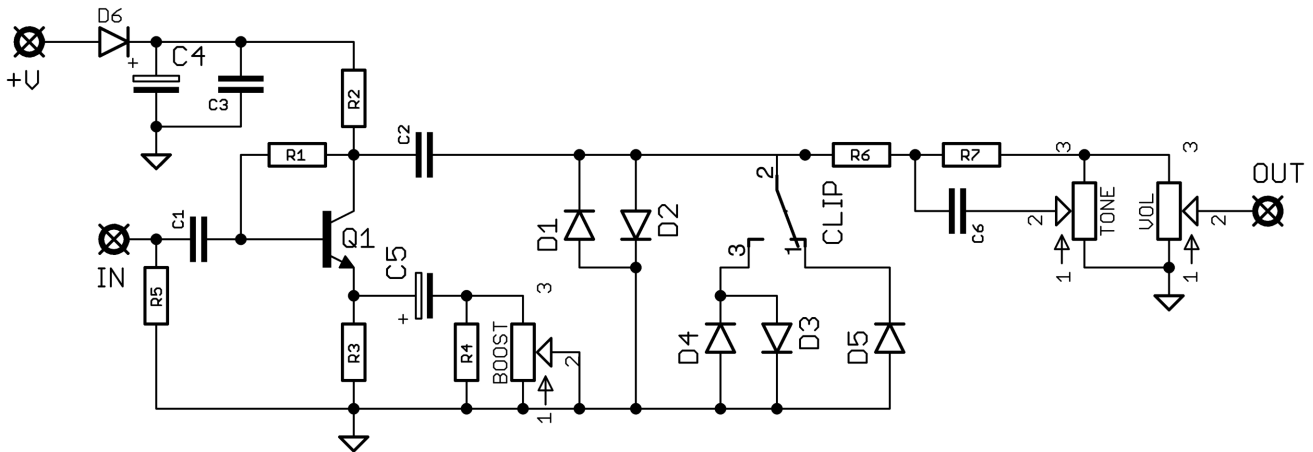 D6
+V
+
C4
C3
R2
R1
C2
C1
IN
R5
Q1
C5
+
R3
R4
BOOST
3
2
1
D1
D2
2
CLIP
3
1
D4
D3
D5
R6
R7
C6
3
TONE
2
1
3
VOL
2
1
OUT